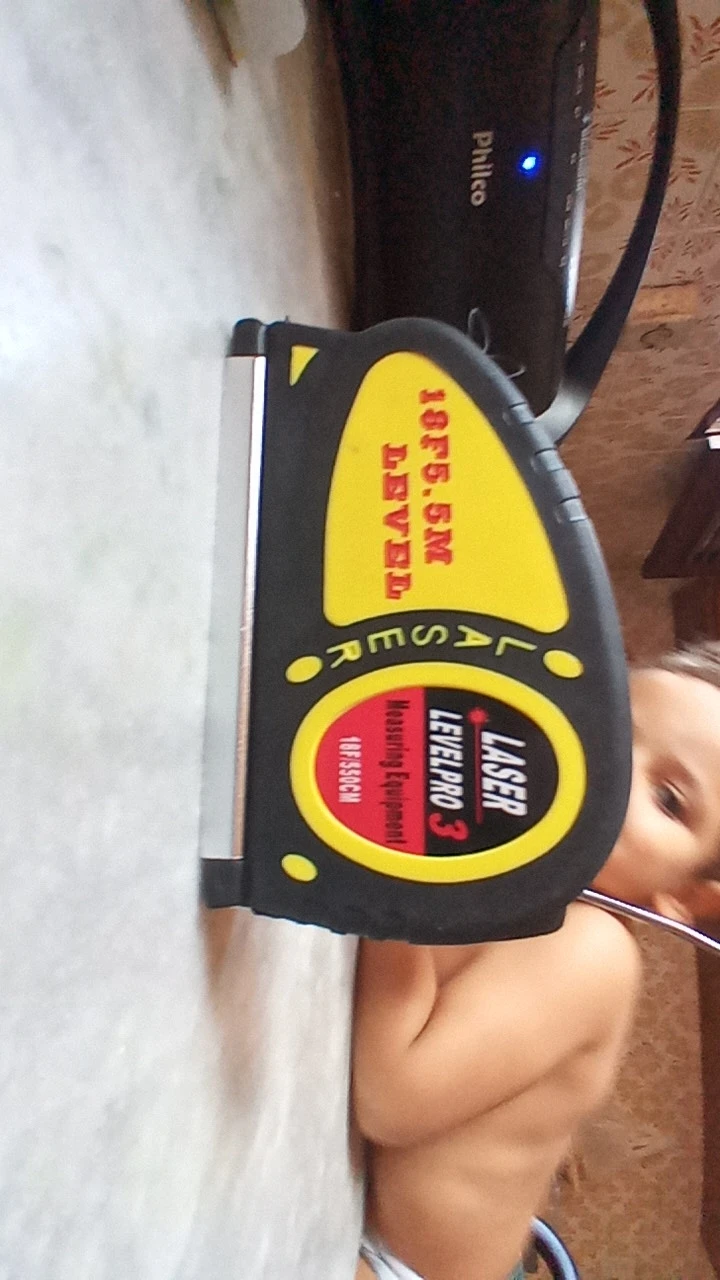 Philco
18F5.5M
LEVEL
LASER
LASER
LEVELPRO 3
Measuring Equipment
18F/550CM